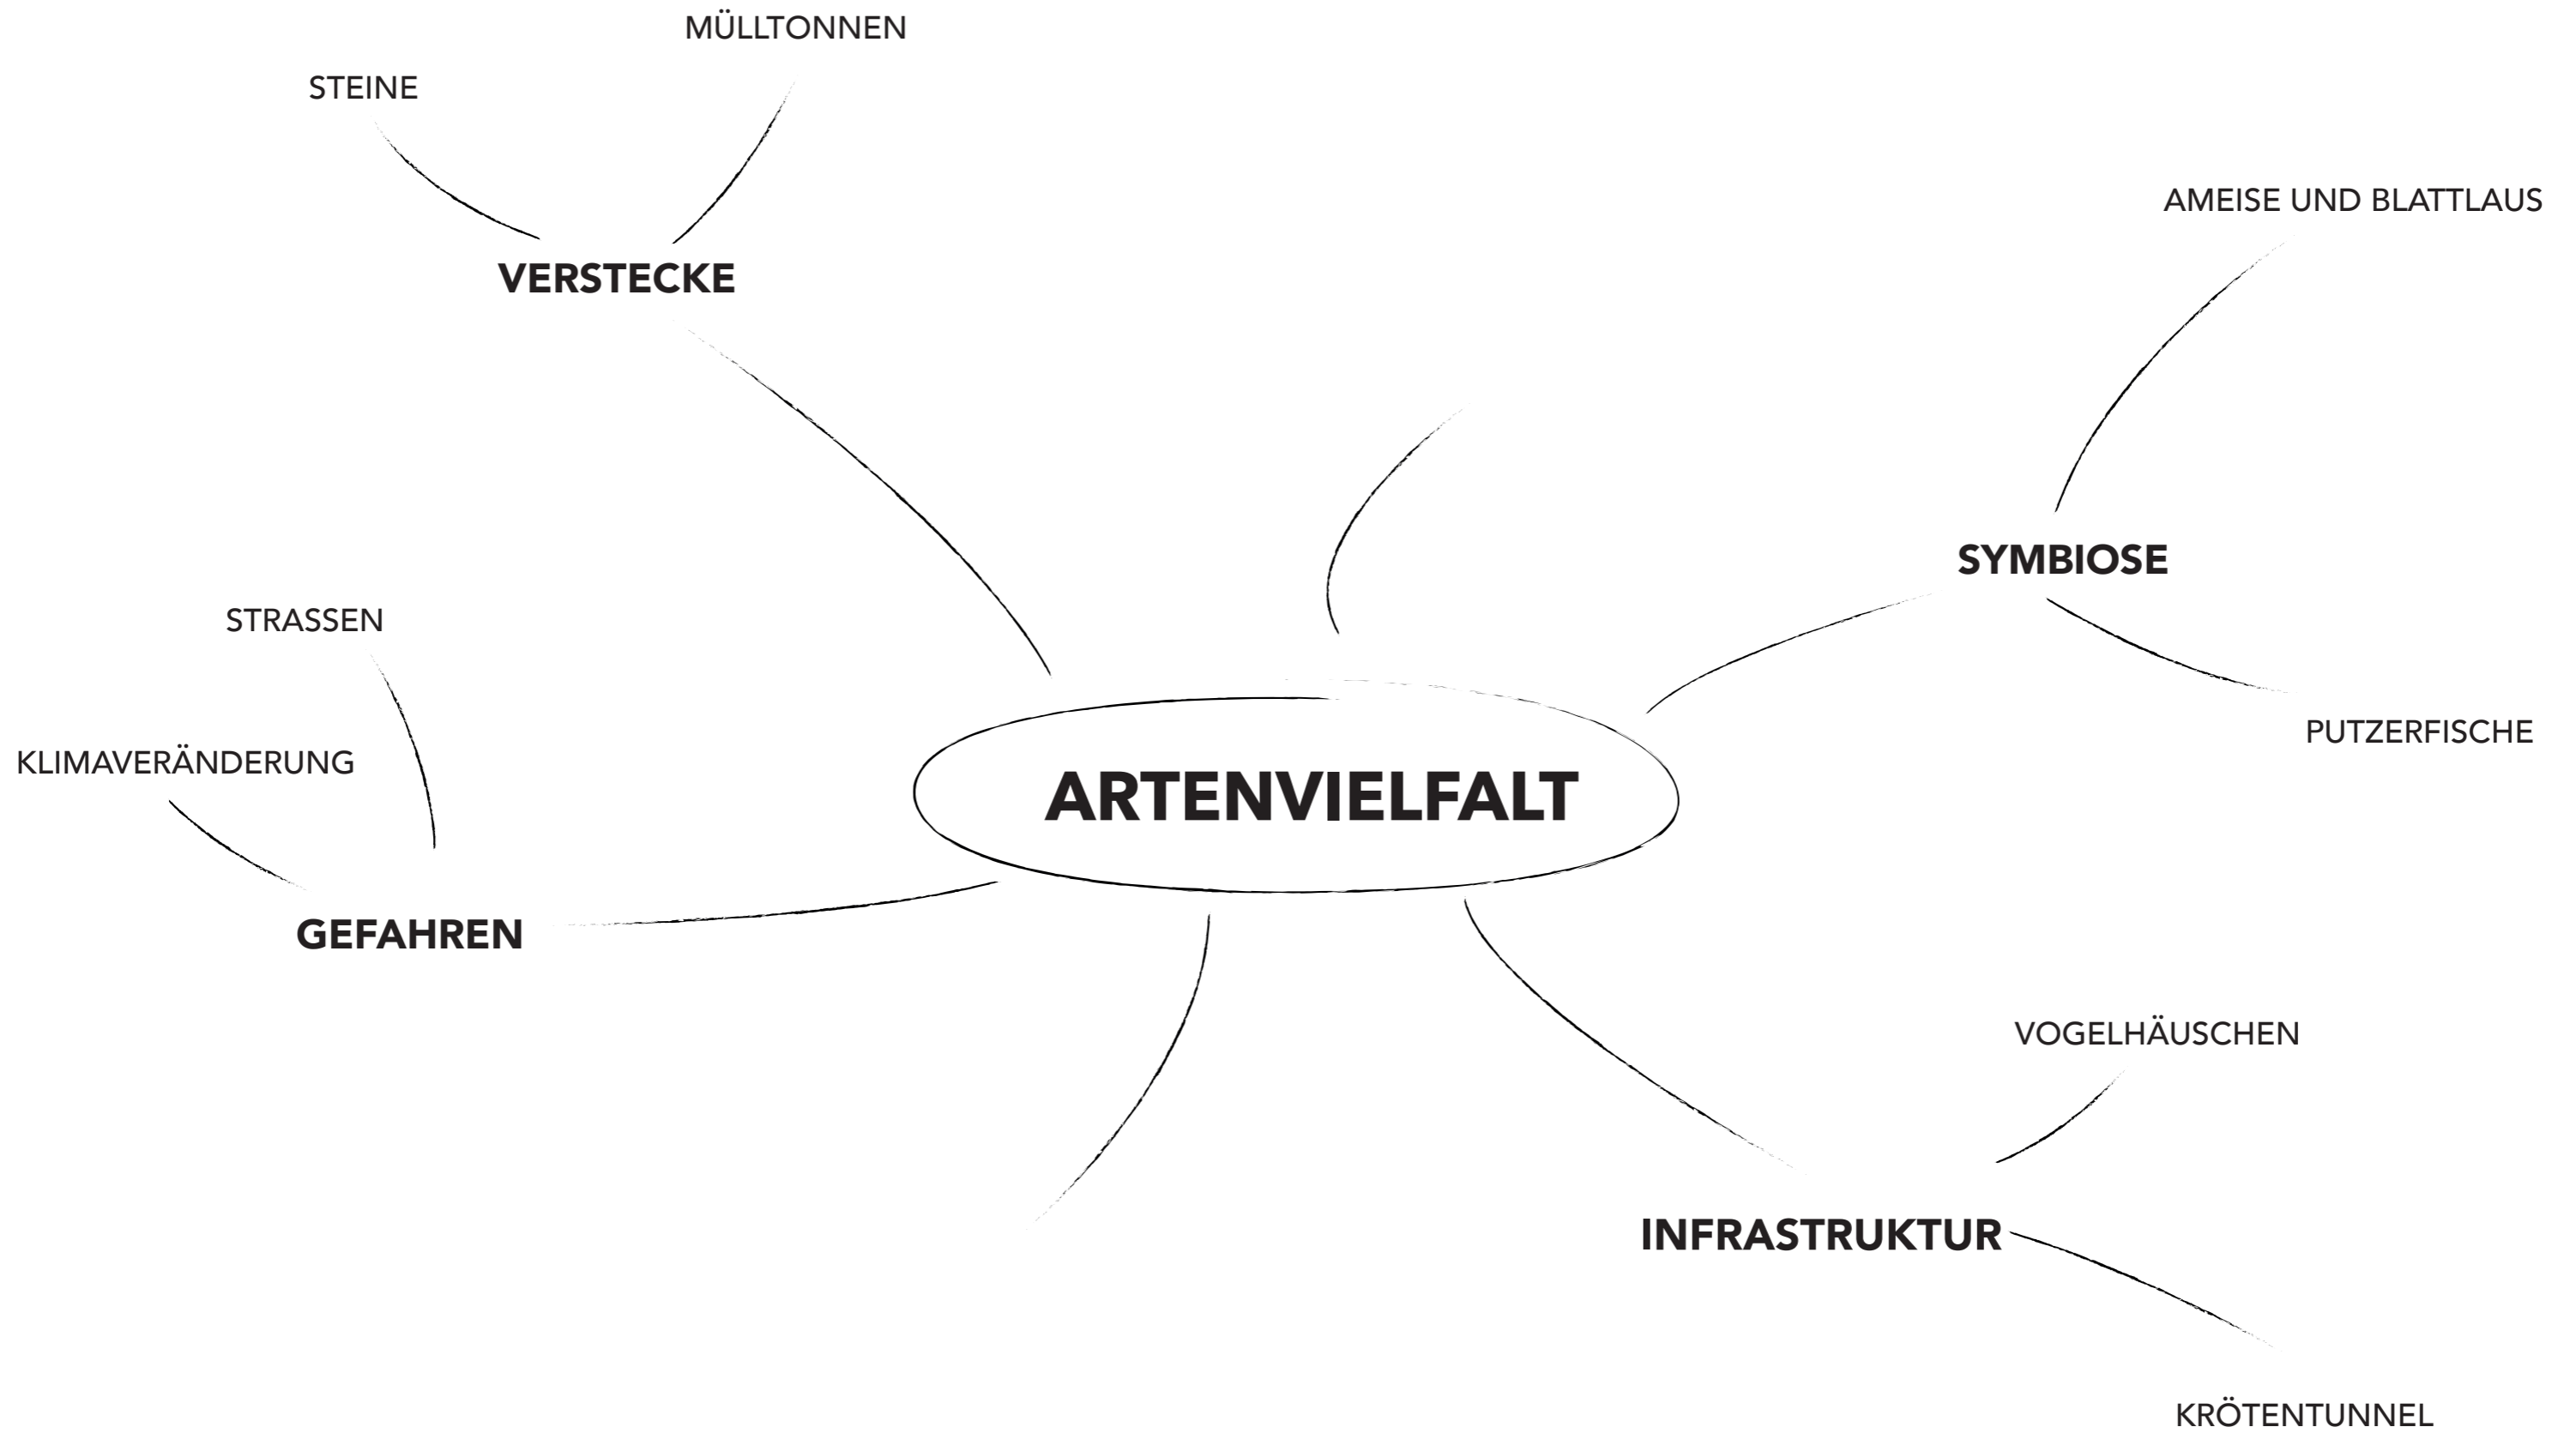 MÜLLTONNEN
STEINE
AMEISE UND BLATTLAUS
VERSTECKE
SYMBIOSE
STRASSEN
PUTZERFISCHE
KLIMAVERÄNDERUNG
ARTENVIELFALT
GEFAHREN
VOGELHÄUSCHEN
INFRASTRUKTUR
KRÖTENTUNNEL